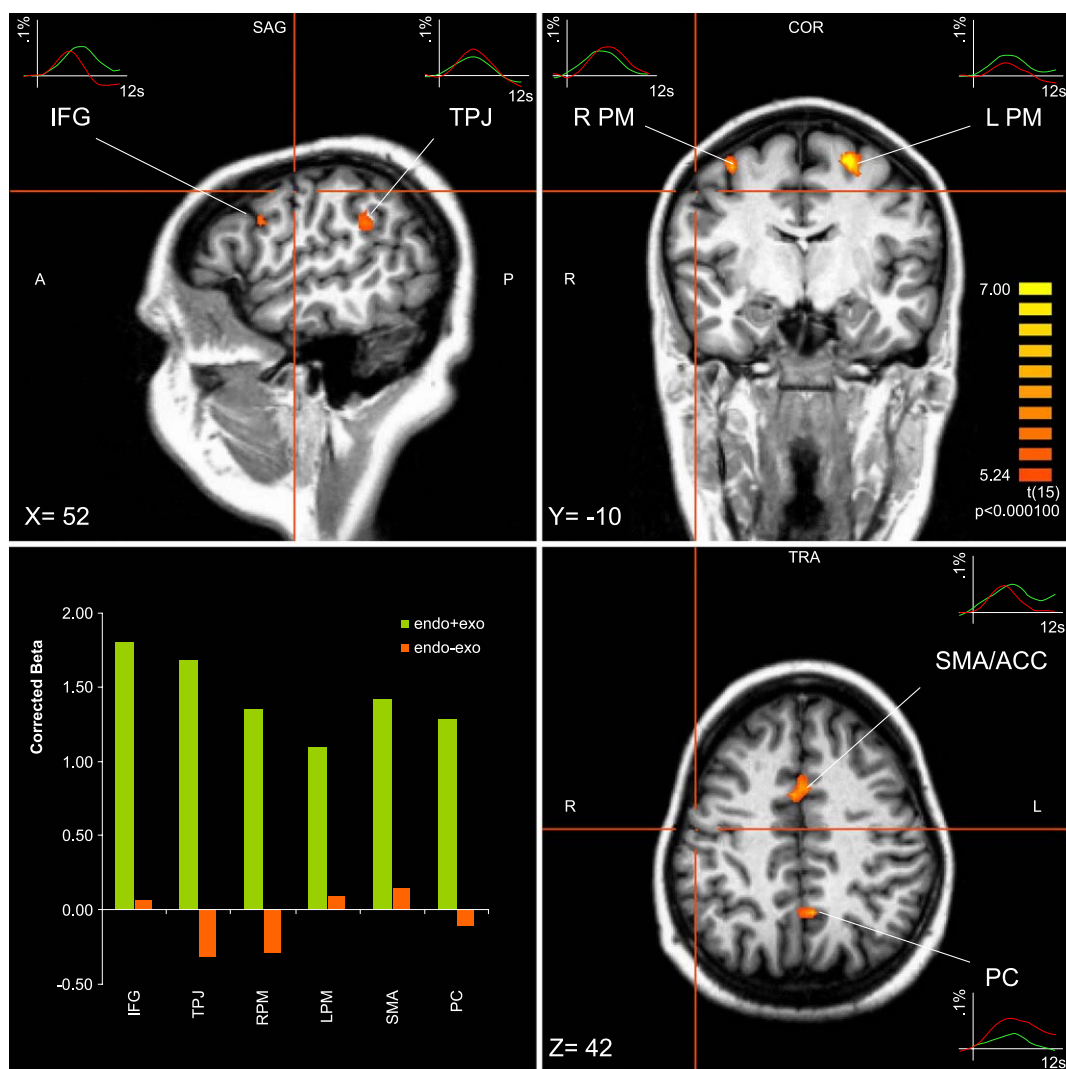 SAG
.1%
12s
IFG
.1%
12s
TPJ
A
P
X= 52
COR
.1%
12s
R PM
.1%
12s
L PM
R
7.00
5.24
t(15)
p<0.000100
Y= -10
endo+exo
endo-exo
Corrected Beta
2.00
1.50
1.00
0.50
0.00
-0.50
IFG
TPJ
RPM
LPM
SMA
PC
TRA
.1%
12s
SMA/ACC
R
L
PC
.1%
12s
Z= 42